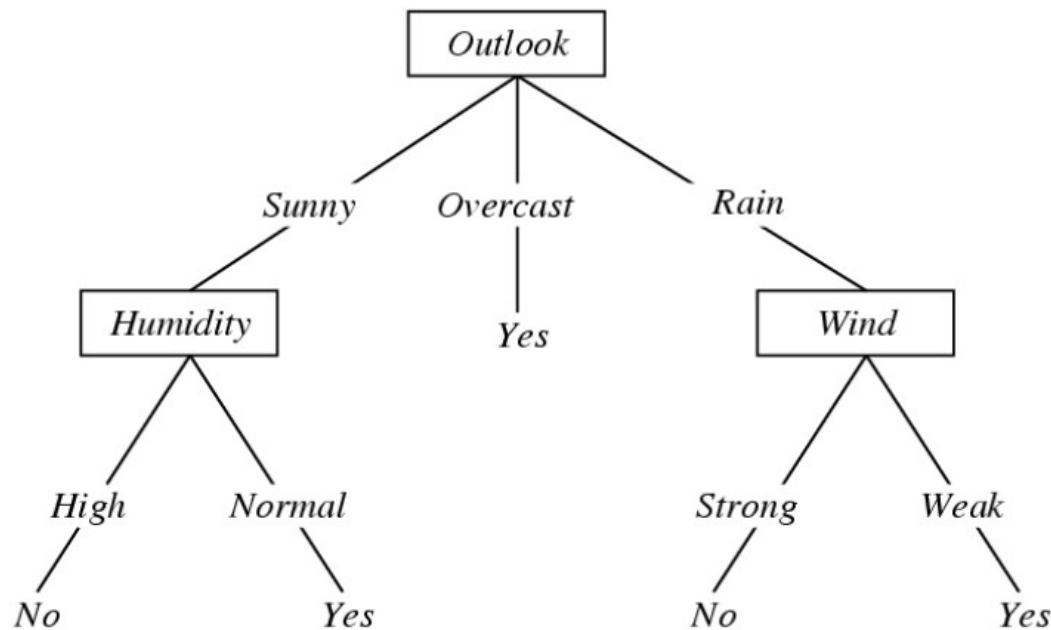 Outlook
Sunny Overcast Rain
Humidity Yes Wind
High Normal Strong Weak
No Yes No Yes